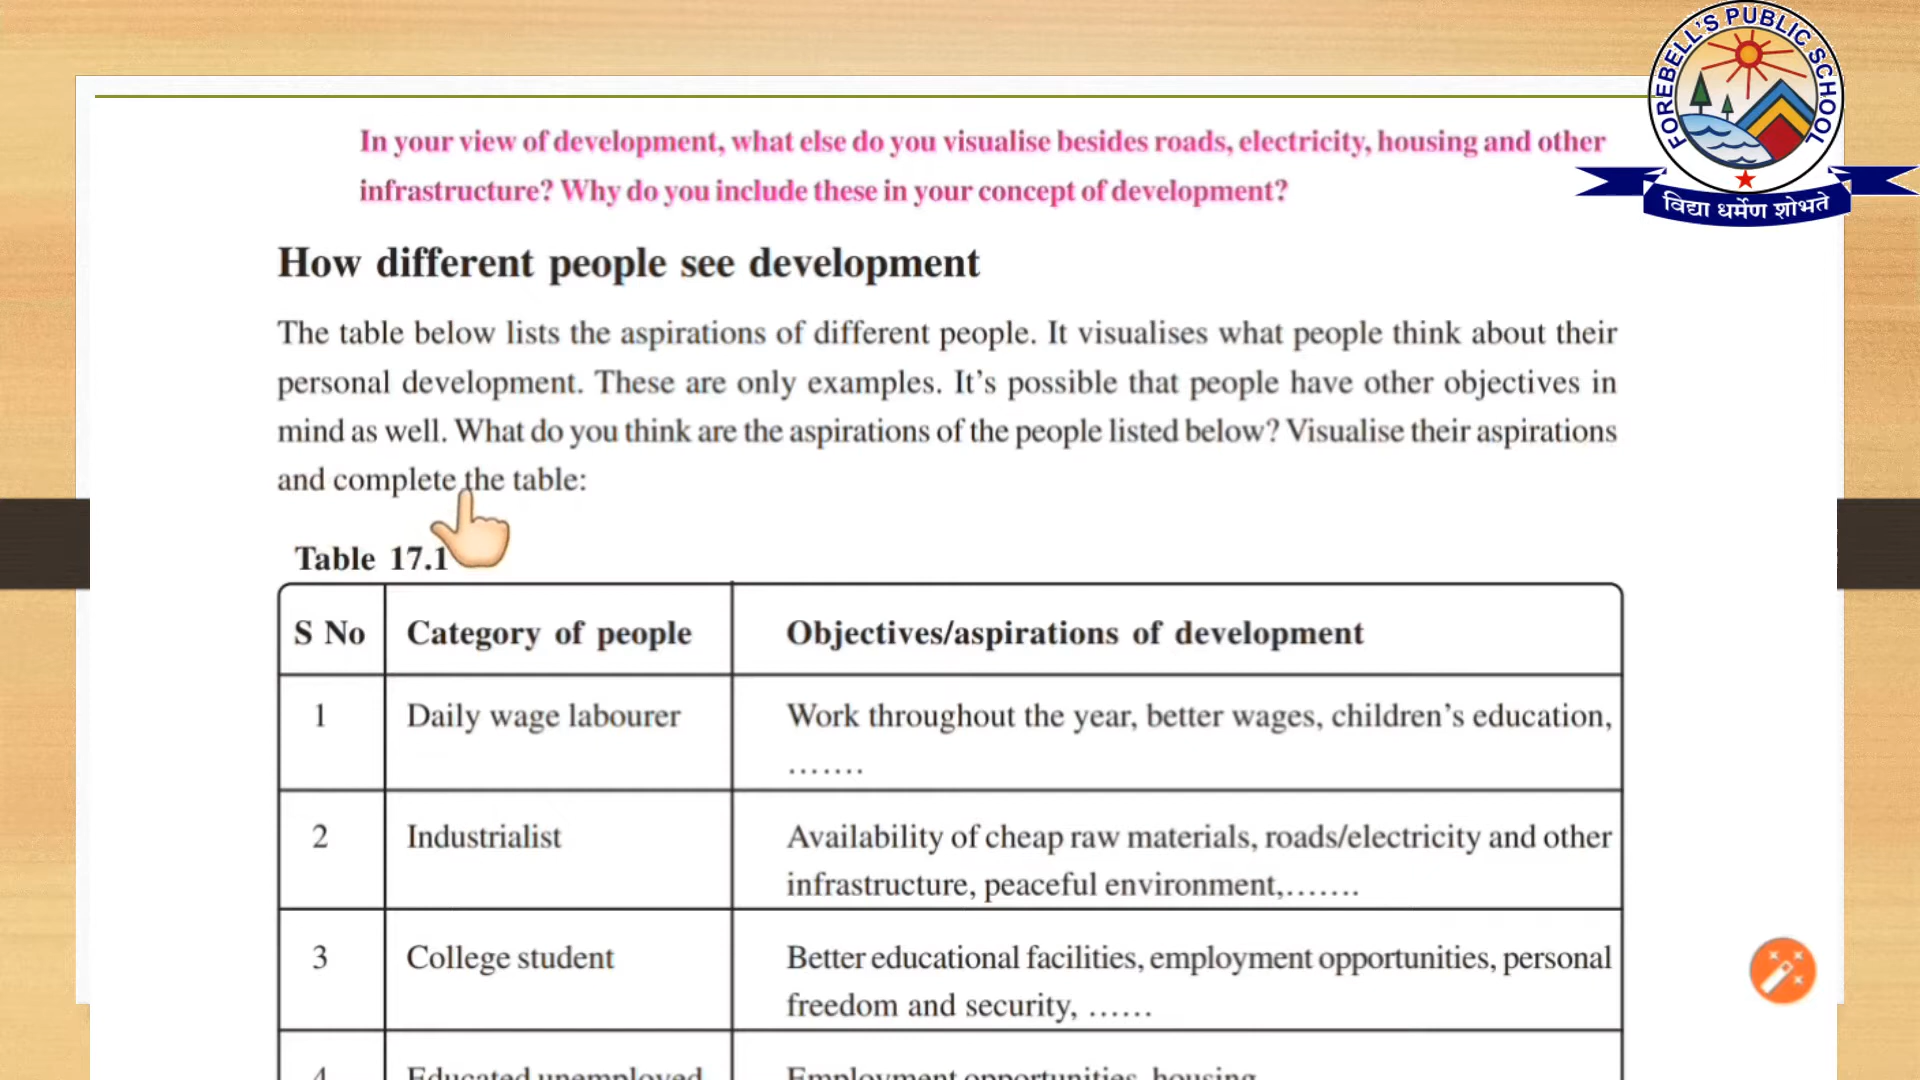 FOREBELL'S PUBLIC SCHOOL
विद्या धर्मेण शोभते
In your view of development, what else do you visualise besides roads, electricity, housing and other
infrastructure? Why do you include these in your concept of development?
How different people see development
The table below lists the aspirations of different people. It visualises what people think about their
personal development. These are only examples. It’s possible that people have other objectives in
mind as well. What do you think are the aspirations of the people listed below? Visualise their aspirations
and complete the table:
Table 17.1
S No Category of people Objectives/aspirations of development
1 Daily wage labourer Work throughout the year, better wages, children’s education,
.......
2 Industrialist Availability of cheap raw materials, roads/electricity and other
infrastructure, peaceful environment,.......
3 College student Better educational facilities, employment opportunities, personal
freedom and security, ......
4 Educated unemployed Employment opportunities, housing